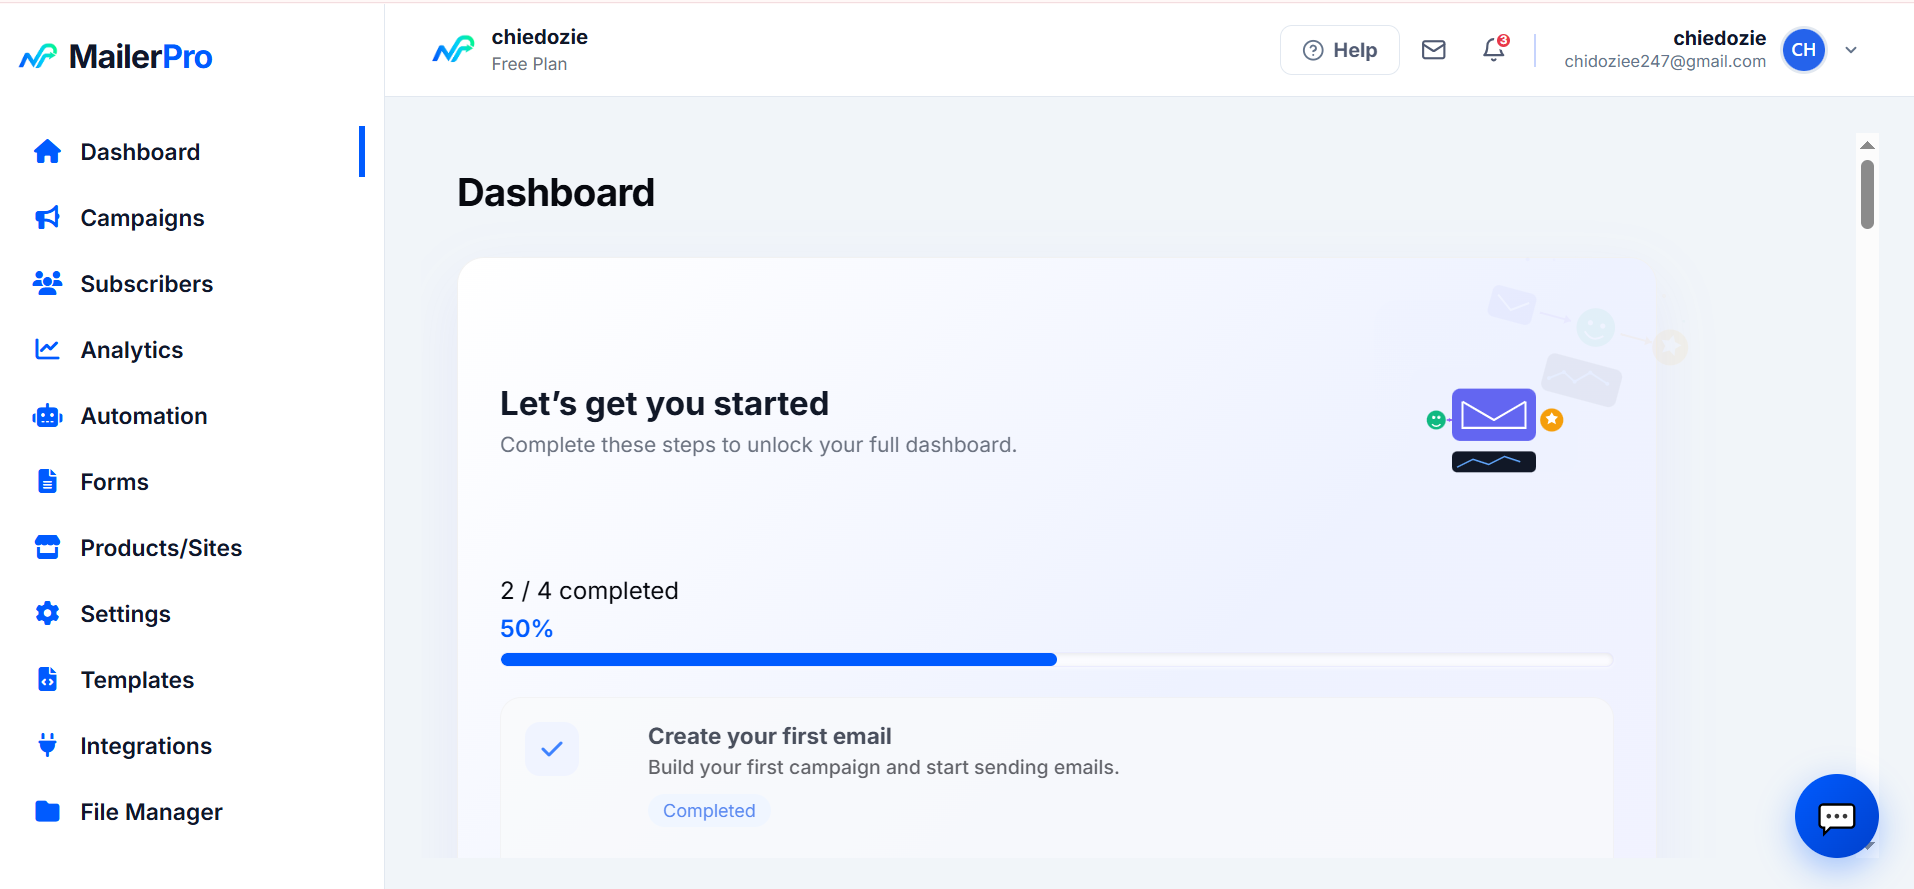 MailerPro
chiedozie
Free Plan
Help
3
chiedozie
chidoziee247@gmail.com
CH
Dashboard
Campaigns
Subscribers
Analytics
Automation
Forms
Products/Sites
Settings
Templates
Integrations
File Manager
Dashboard
Let’s get you started
Complete these steps to unlock your full dashboard.
2 / 4 completed
50%
Create your first email
Build your first campaign and start sending emails.
Completed